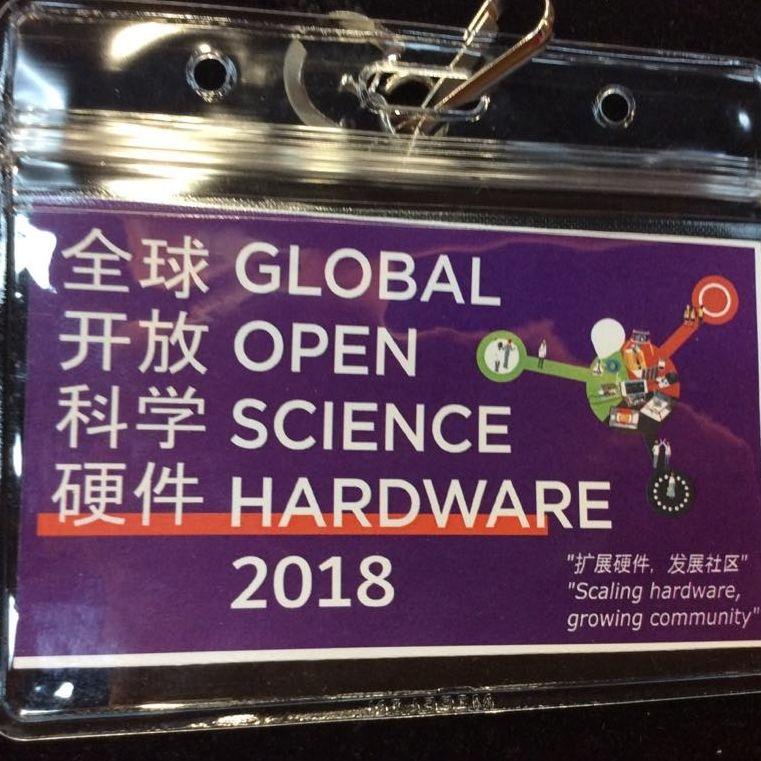 全球 GLOBAL
开放 OPEN
科学 SCIENCE
硬件 HARDWARE
2018
"扩展硬件，发展社区"
"Scaling hardware,
growing community"